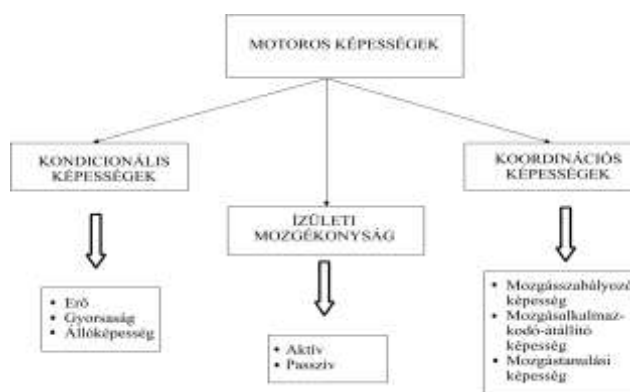 MOTOROS KÉPESSÉGEK
KONDICIONÁLIS
KÉPESSÉGEK
ÍZÜLETI
MOZGÉKONYSÁG
KOORDINÁCIÓS
KÉPESSÉGEK
• Erő
• Gyorsaság
• Állóképesség
• Aktív
• Passzív
• Mozgásszabályozó
képesség
• Mozgásalkalmaz-
kodó-átállító
képesség
• Mozgástanulási
képesség